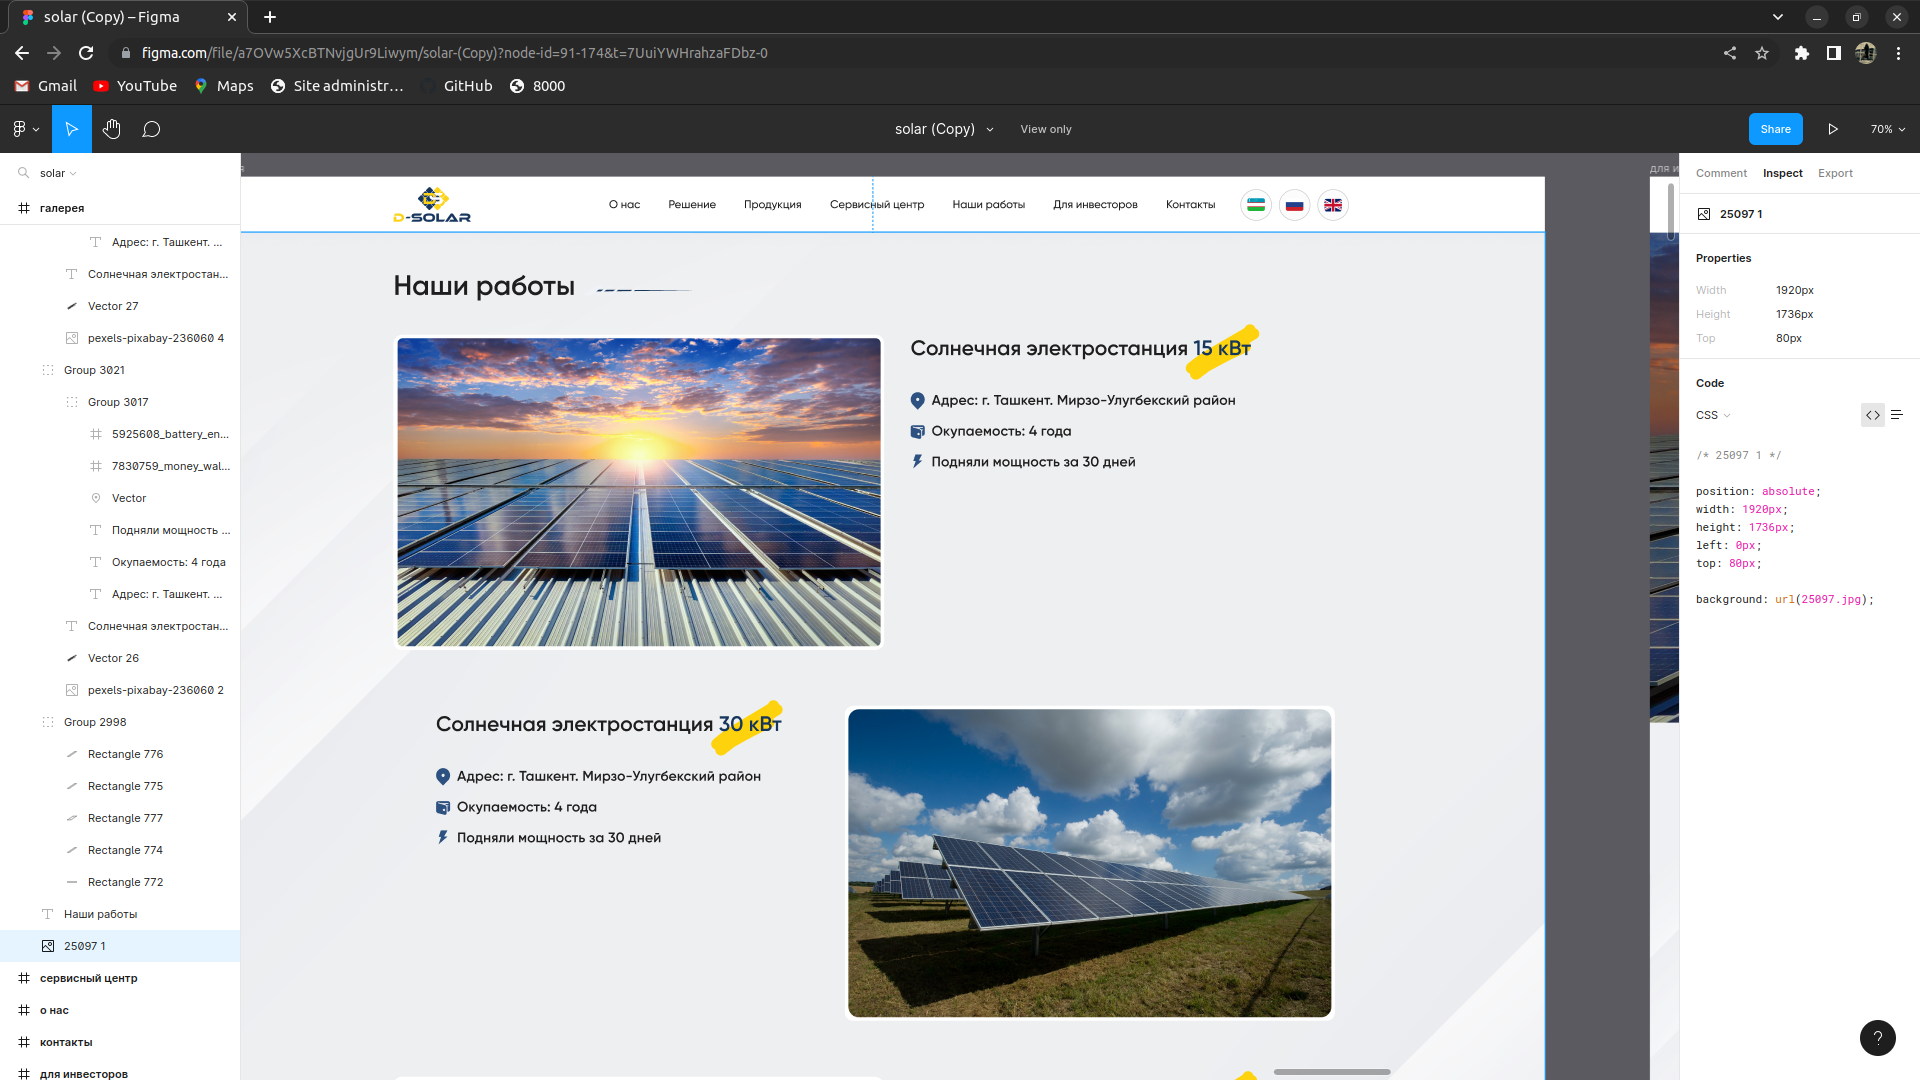 solar (Copy) – Figma
figma.com/file/a7OVw5XcBTNvjgUr9Liwym/solar-(Copy)?node-id=91-174&t=7UuiYWHrahzaFDbz-0
Gmail YouTube Maps Site administr… GitHub 8000
solar (Copy) View only Share 70%
solar
галерея
Адрес: г. Ташкент. ...
Солнечная электростан...
Vector 27
pexels-pixabay-236060 4
Group 3021
Group 3017
5925608_battery_en...
7830759_money_wal...
Vector
Подняли мощность ...
Окупаемость: 4 года
Адрес: г. Ташкент. ...
Солнечная электростан...
Vector 26
pexels-pixabay-236060 2
Group 2998
Rectangle 776
Rectangle 775
Rectangle 777
Rectangle 774
Rectangle 772
Наши работы
25097 1
сервисный центр
о нас
контакты
для инвесторов
D-SOLAR
О нас Решение Продукция Сервисный центр Наши работы Для инвесторов Контакты
Наши работы
Солнечная электростанция 15 кВт
Адрес: г. Ташкент. Мирзо-Улугбекский район
Окупаемость: 4 года
Подняли мощность за 30 дней
Солнечная электростанция 30 кВт
Адрес: г. Ташкент. Мирзо-Улугбекский район
Окупаемость: 4 года
Подняли мощность за 30 дней
для и
Comment Inspect Export
25097 1
Properties
Width 1920px
Height 1736px
Top 80px
Code
CSS
/* 25097 1 */
position: absolute;
width: 1920px;
height: 1736px;
left: 0px;
top: 80px;
background: url(25097.jpg);
?